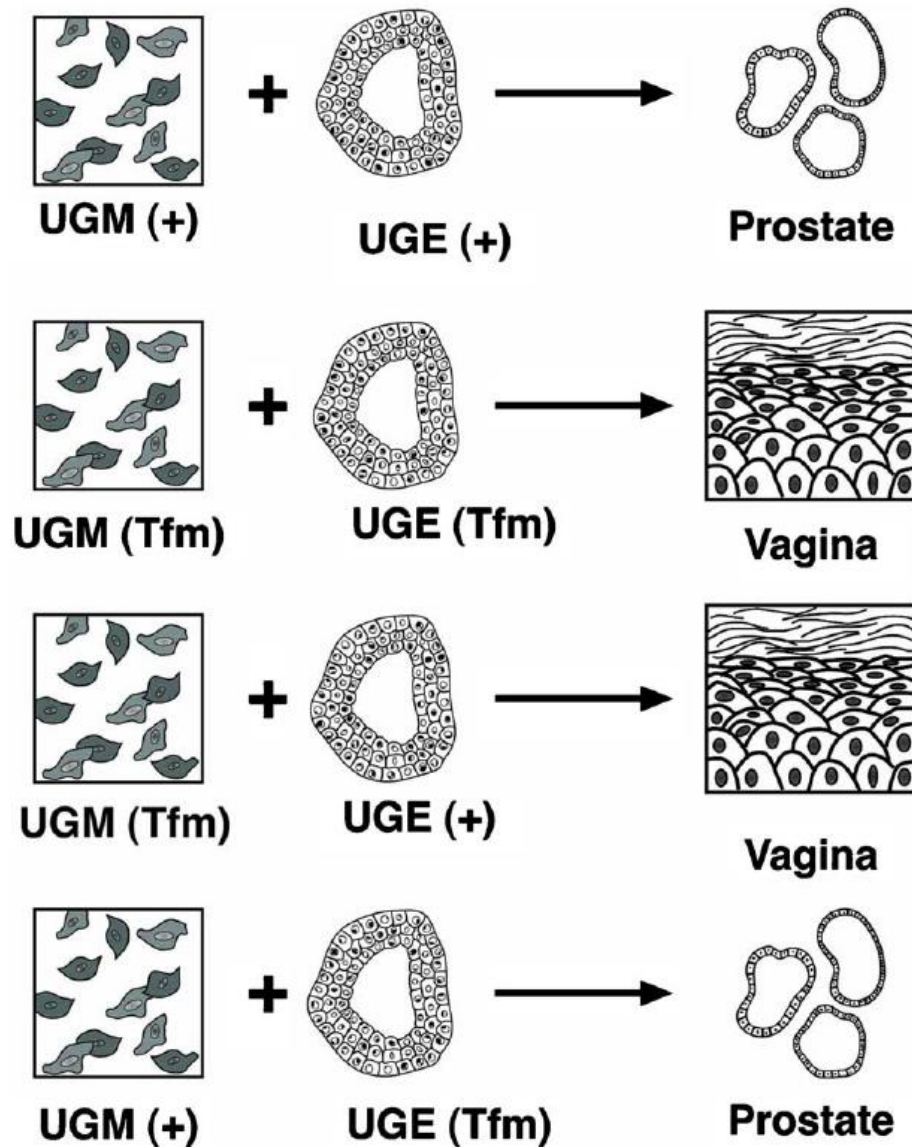 +
UGM (+)
UGE (+)
Prostate
+
UGM (Tfm)
UGE (Tfm)
Vagina
+
UGM (Tfm)
UGE (+)
Vagina
+
UGM (+)
UGE (Tfm)
Prostate